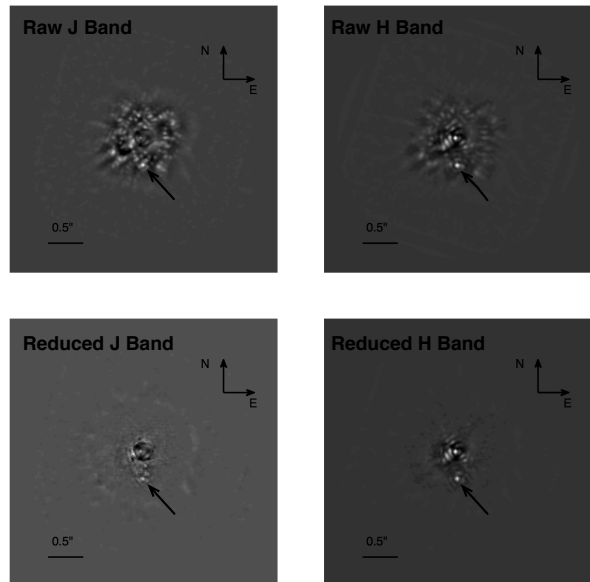 Raw J Band
N
E
0.5"
Raw H Band
N
E
0.5"
Reduced J Band
N
E
0.5"
Reduced H Band
N
E
0.5"